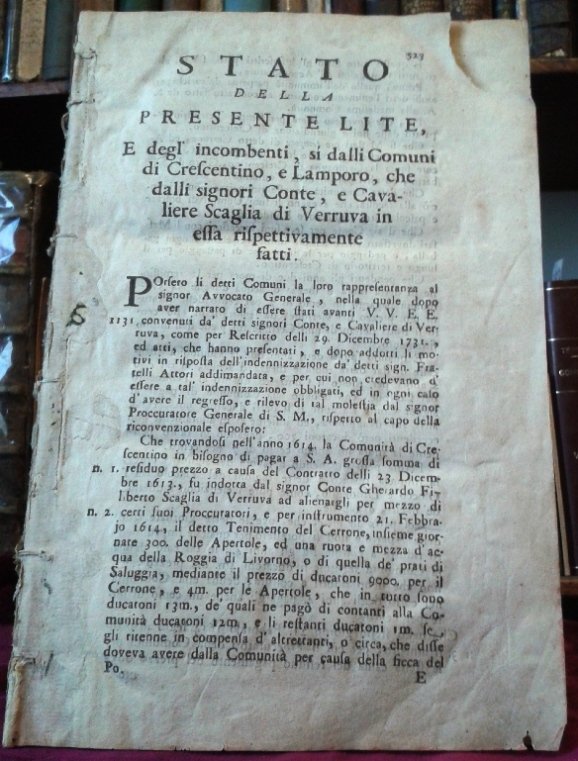 323
STATO
DELLA
PRESENTE LITE,
E degl' incombenti, sì dalli Comuni
di Creſcentino, e Lamporo, che
dalli signori Conte, e Cava-
liere Scaglia di Verruva in
eſſa riſpettivamente
fatti.
POrſero li detti Comuni la loro rappreſentanza al
signor Avvocato Generale, nella quale dopo
aver narrato di eſſere ſtati avanti V. V. E. E.
1131 convenuti da' detti signori Conte, e Cavaliere di Ver-
ruva, come per Reſcritto delli 29. Dicembre 1731.,
ed atti, che hanno preſentati, e dopo addotti li mo-
tivi in riſpoſta dell'indennizzazione da' detti sign. Fra-
telli Attori addimandata, e per cui non credevano d'
eſſere a tal' indennizzazione obbligati, ed in ogni caſo
d'avere il regreſſo, e rilevo di tal moleſtia dal signor
Proccuratore Generale di S. M., riſpetto al capo della
riconvenzionale eſpoſero:
Che trovandoſi nell'anno 1614. la Comunità di Cre-
ſcentino in biſogno di pagar a S. A. groſſa ſomma di
n. 1. reſiduo prezzo a cauſa del Contratto delli 23 Dicem-
bre 1613., fu indotta dal signor Conte Gherardo Fi-
liberto Scaglia di Verruva ad alienargli per mezzo di
n. 2. certi ſuoi Proccuratori, e per inſtrumento 21. Febbra-
jo 1614., il detto Tenimento del Cerrone, inſieme gior-
nate 300. delle Apertole, ed una ruota e mezza d'ac-
qua della Roggia di Livorno, o di quella de' prati di
Saluggia, mediante il prezzo di ducatoni 9000. per il
Cerrone, e 4m. per le Apertole, che in tutto ſono
ducatoni 13m., de' quali ne pagò di contanti alla Co-
munità ducatoni 12m, e li reſtanti ducatoni 1m. ſe
gli ritenne in compenſa d' altrettanti, o circa, che diſſe
doveva avere dalla Comunità per cauſa della ſicca del
Po.
E